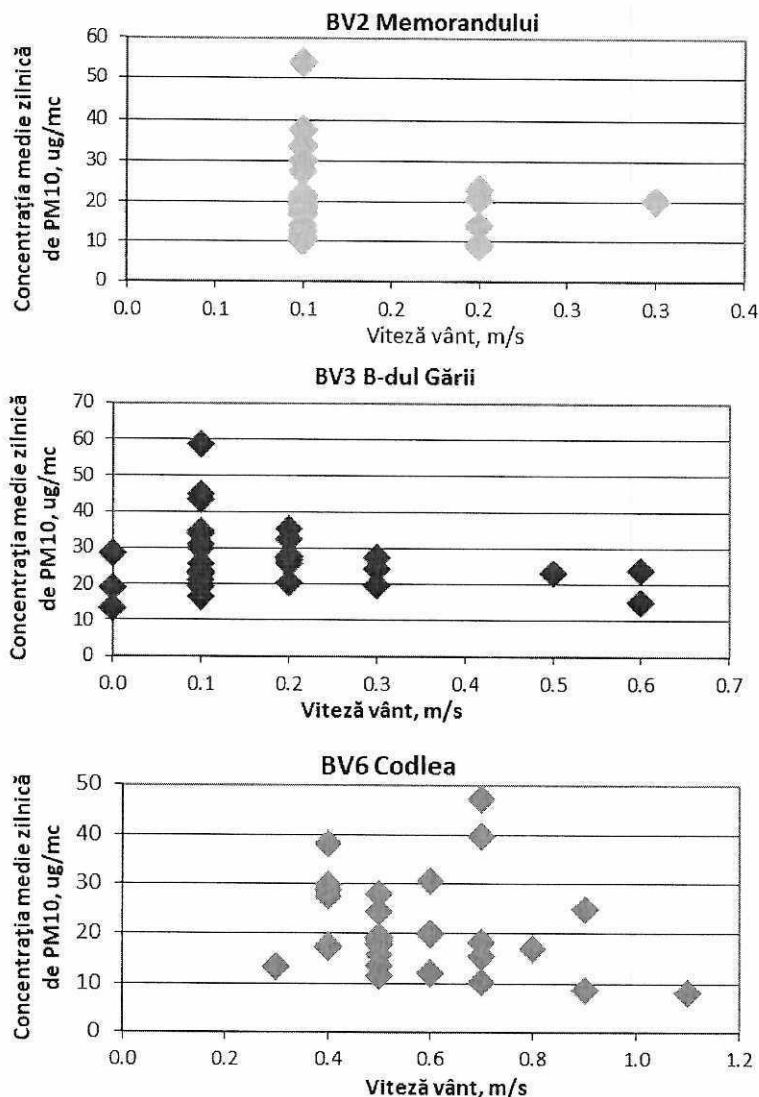 BV2 Memorandului
Concentrația medie zilnică
de PM10, ug/mc
60
50
40
30
20
10
0
0.0 0.1 0.1 0.2 0.2 0.3 0.3 0.4
Viteză vânt, m/s
BV3 B-dul Gării
Concentrația medie zilnică
de PM10, ug/mc
70
60
50
40
30
20
10
0
0.0 0.1 0.2 0.3 0.4 0.5 0.6 0.7
Viteză vânt, m/s
BV6 Codlea
Concentrația medie zilnică
de PM10, ug/mc
50
40
30
20
10
0
0.0 0.2 0.4 0.6 0.8 1.0 1.2
Viteză vânt, m/s